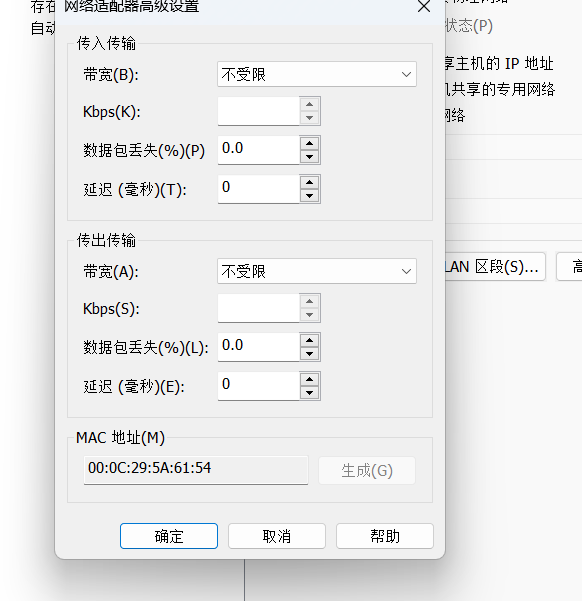 网络适配器高级设置
存在
自动
状态(P)
享主机的 IP 地址
机共享的专用网络
网络
传入传输
带宽(B):
不受限
Kbps(K):
数据包丢失(%)(P)
0.0
延迟 (毫秒)(T):
0
传出传输
带宽(A):
不受限
LAN 区段(S)...
高
Kbps(S):
数据包丢失(%)(L):
0.0
延迟 (毫秒)(E):
0
MAC 地址(M)
00:0C:29:5A:61:54
生成(G)
确定
取消
帮助